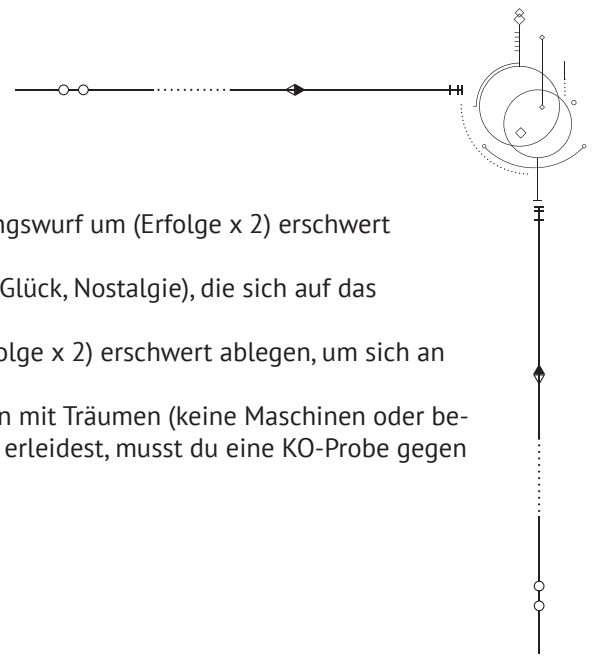 ngswurf um (Erfolge x 2) erschwert
Glück, Nostalgie), die sich auf das
olge x 2) erschwert ablegen, um sich an
n mit Träumen (keine Maschinen oder be-
erleidest, musst du eine KO-Probe gegen